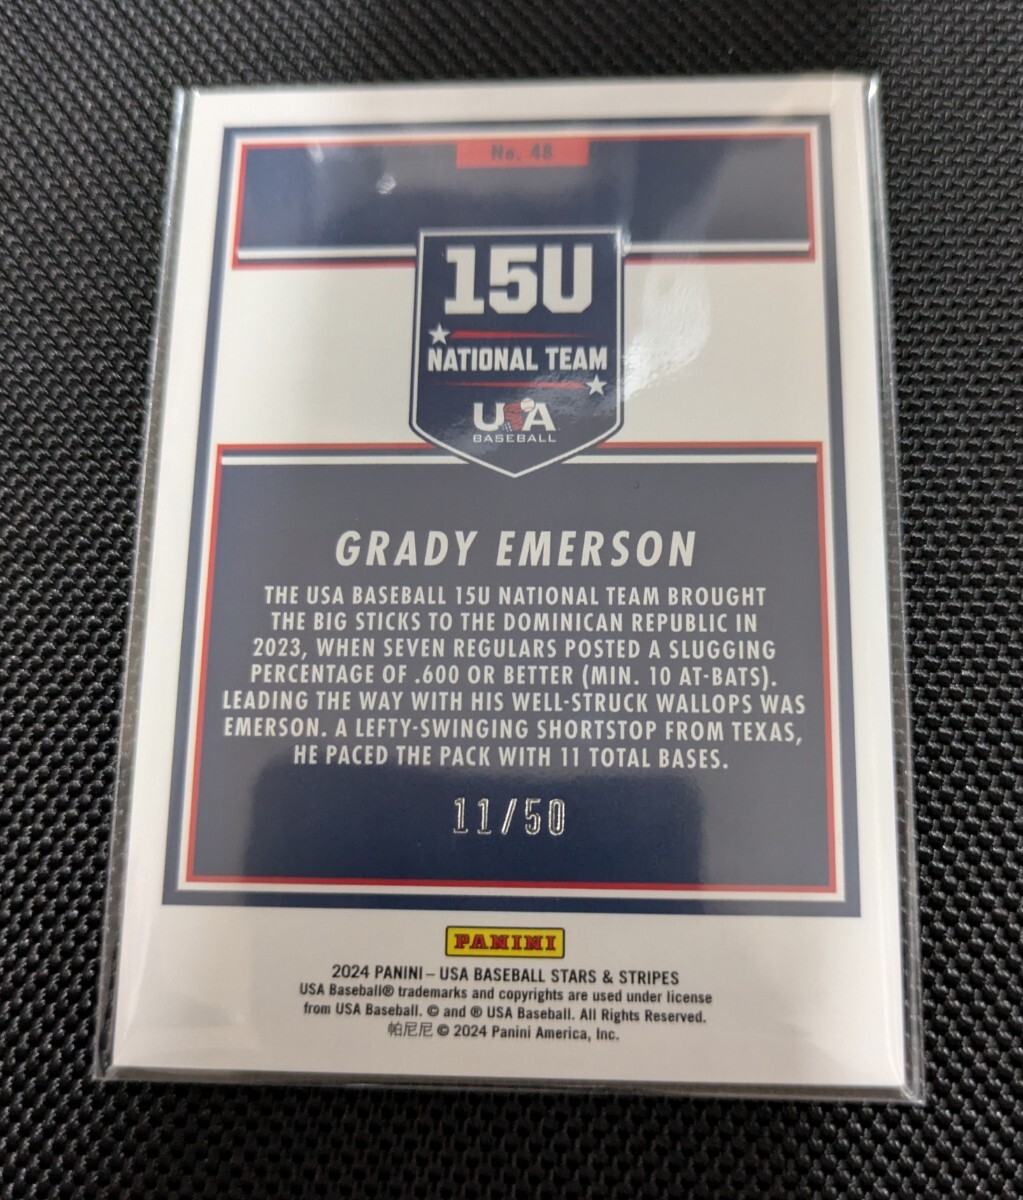 No. 48
15U
NATIONAL TEAM
USA
BASEBALL
GRADY EMERSON
THE USA BASEBALL 15U NATIONAL TEAM BROUGHT
THE BIG STICKS TO THE DOMINICAN REPUBLIC IN
2023, WHEN SEVEN REGULARS POSTED A SLUGGING
PERCENTAGE OF .600 OR BETTER (MIN. 10 AT-BATS).
LEADING THE WAY WITH HIS WELL-STRUCK WALLOPS WAS
EMERSON. A LEFTY-SWINGING SHORTSTOP FROM TEXAS,
HE PACED THE PACK WITH 11 TOTAL BASES.
11/50
PANINI
2024 PANINI – USA BASEBALL STARS & STRIPES
USA Baseball® trademarks and copyrights are used under license
from USA Baseball. © and ® USA Baseball. All Rights Reserved.
帕尼尼 © 2024 Panini America, Inc.